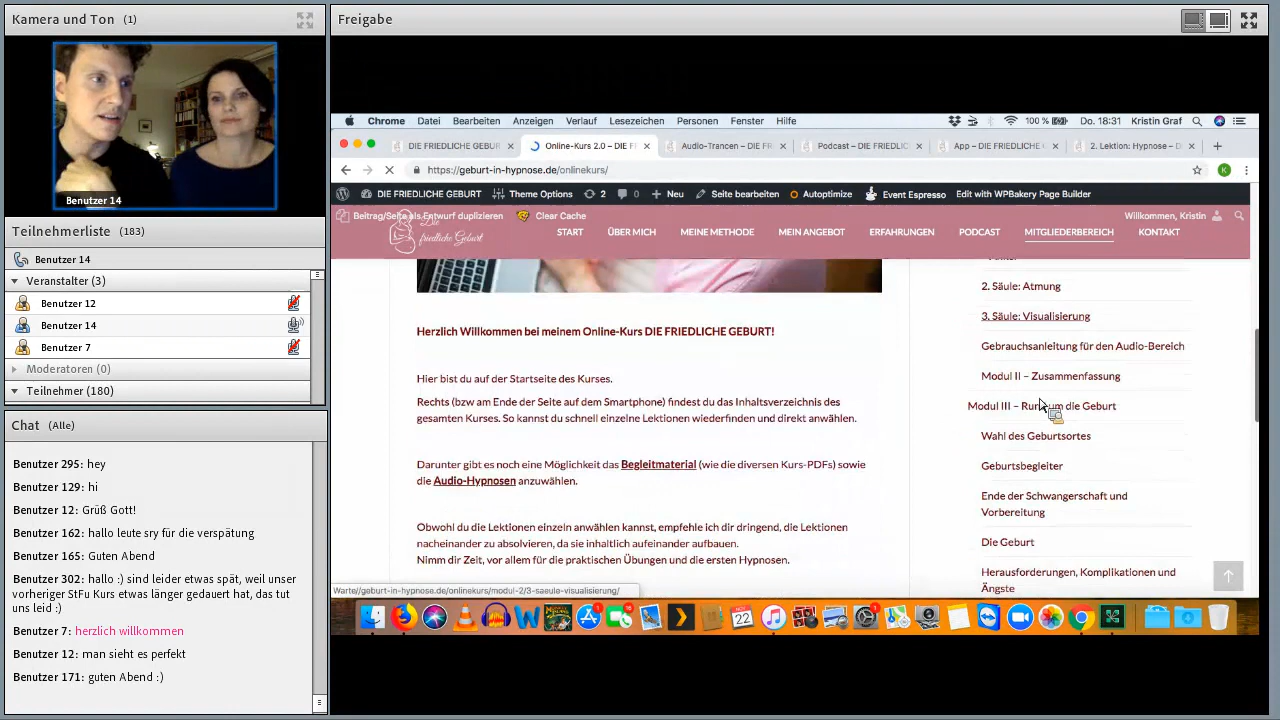 Kamera und Ton (1)
Benutzer 14
Teilnehmerliste (183)
Benutzer 14
Veranstalter (3)
Benutzer 12
Benutzer 14
Benutzer 7
Moderatoren (0)
Teilnehmer (180)
Chat (Alle)
Benutzer 295: hey
Benutzer 129: hi
Benutzer 12: Grüß Gott!
Benutzer 162: hallo leute sry für die verspätung
Benutzer 165: Guten Abend
Benutzer 302: hallo :) sind leider etwas spät, weil unser
vorheriger StFu Kurs etwas länger gedauert hat, das tut
uns leid :)
Benutzer 7: herzlich willkommen
Benutzer 12: man sieht es perfekt
Benutzer 171: guten Abend :)
Freigabe
Chrome Datei Bearbeiten Anzeigen Verlauf Lesezeichen Personen Fenster Hilfe 100 % Do. 18:31 Kristin Graf
DIE FRIEDLICHE GEBUR Online-Kurs 2.0 – DIE F Audio-Trancen – DIE FR Podcast – DIE FRIEDLIC App – DIE FRIEDLICHE G 2. Lektion: Hypnose – D
https://geburt-in-hypnose.de/onlinekurs/ K
DIE FRIEDLICHE GEBURT Theme Options 2 0 Neu Seite bearbeiten Autoptimize Event Espresso Edit with WPBakery Page Builder
Beitrag/Seite als Entwurf duplizieren Clear Cache Willkommen, Kristin
Die
friedliche Geburt
START ÜBER MICH MEINE METHODE MEIN ANGEBOT ERFAHRUNGEN PODCAST MITGLIEDERBEREICH KONTAKT
Herzlich Willkommen bei meinem Online-Kurs DIE FRIEDLICHE GEBURT!
Hier bist du auf der Startseite des Kurses.
Rechts (bzw am Ende der Seite auf dem Smartphone) findest du das Inhaltsverzeichnis des
gesamten Kurses. So kannst du schnell einzelne Lektionen wiederfinden und direkt anwählen.
Darunter gibt es noch eine Möglichkeit das Begleitmaterial (wie die diversen Kurs-PDFs) sowie
die Audio-Hypnosen anzuwählen.
Obwohl du die Lektionen einzeln anwählen kannst, empfehle ich dir dringend, die Lektionen
nacheinander zu absolvieren, da sie inhaltlich aufeinander aufbauen.
Nimm dir Zeit, vor allem für die praktischen Übungen und die ersten Hypnosen.
2. Säule: Atmung
3. Säule: Visualisierung
Gebrauchsanleitung für den Audio-Bereich
Modul II – Zusammenfassung
Modul III – Rund um die Geburt
Wahl des Geburtsortes
Geburtsbegleiter
Ende der Schwangerschaft und
Vorbereitung
Die Geburt
Herausforderungen, Komplikationen und
Ängste
Warte//geburt-in-hypnose.de/onlinekurs/modul-2/3-saeule-visualisierung/
22